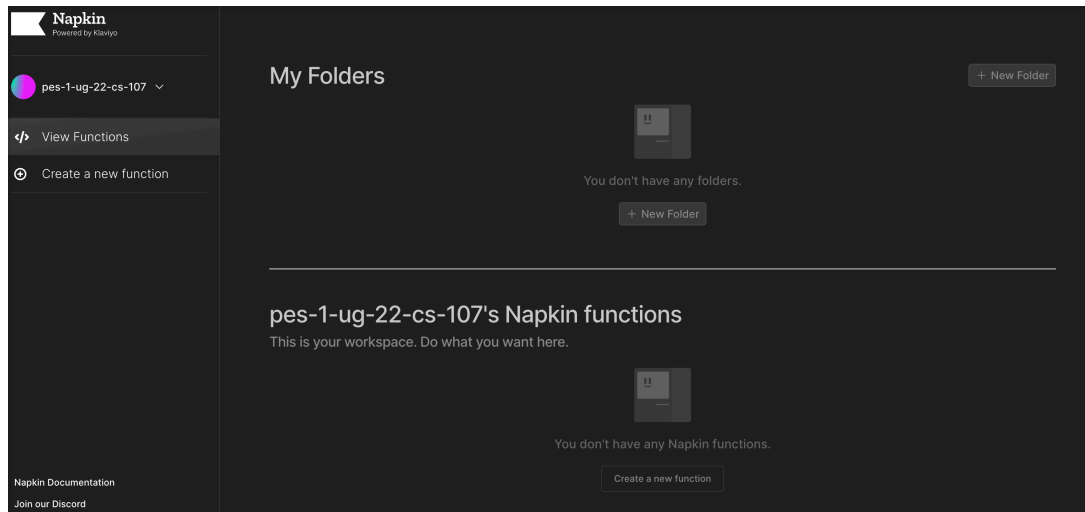 Napkin
Powered by Klaviyo
pes-1-ug-22-cs-107
View Functions
Create a new function
Napkin Documentation
Join our Discord
My Folders
+ New Folder
You don't have any folders.
+ New Folder
pes-1-ug-22-cs-107's Napkin functions
This is your workspace. Do what you want here.
You don't have any Napkin functions.
Create a new function